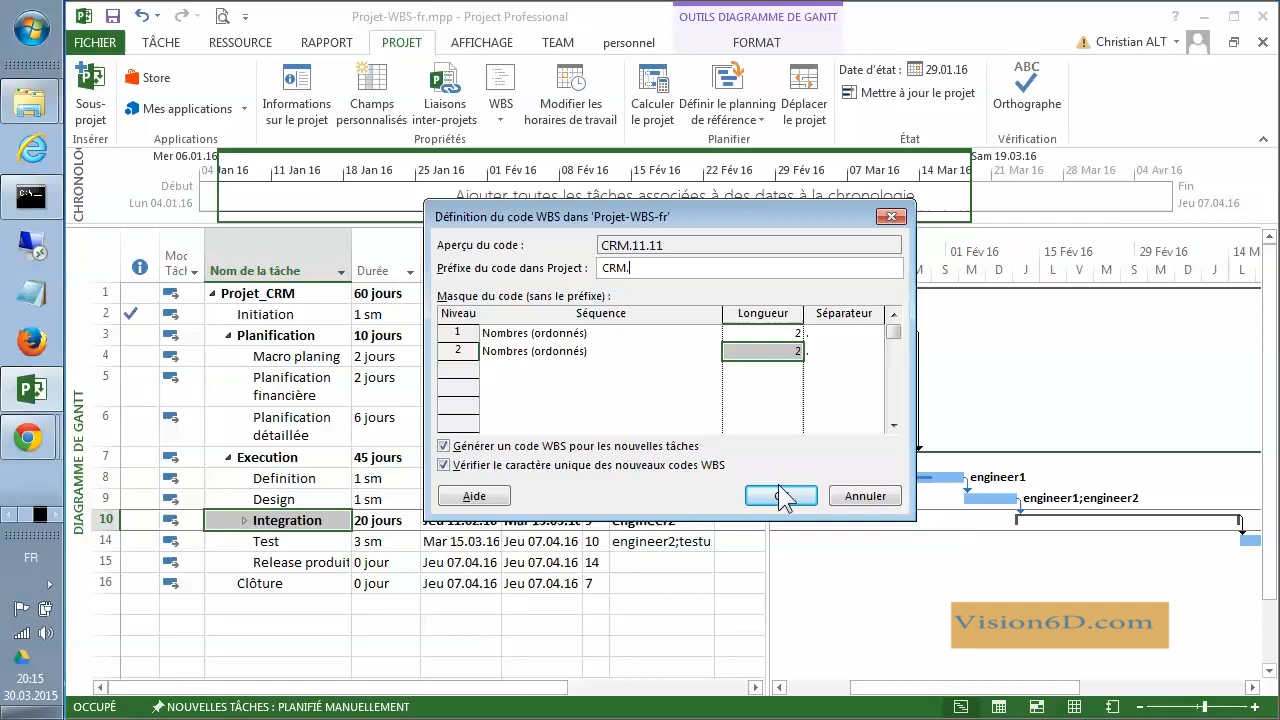 Projet-WBS-fr.mpp - Project Professional
OUTILS DIAGRAMME DE GANTT
FICHIER TÂCHE RESSOURCE RAPPORT PROJET AFFICHAGE TEAM personnel FORMAT
Christian ALT
Sous-projet
Store
Mes applications
Informations sur le projet
Champs personnalisés
Liaisons inter-projets
WBS
Modifier les horaires de travail
Calculer le projet
Définir le planning de référence
Déplacer le projet
Date d'état : 29.01.16
Mettre à jour le projet
ABC
Orthographe
Insérer Applications Propriétés Planifier État Vérification
CHRONOLO
Mer 06.01.16 Sam 19.03.16
04 Jan 16 11 Jan 16 18 Jan 16 25 Jan 16 01 Fév 16 08 Fév 16 15 Fév 16 22 Fév 16 29 Fév 16 07 Mar 16 14 Mar 16 21 Mar 16 28 Mar 16 04 Avr 16
Début
Lun 04.01.16
Ajouter toutes les tâches associées à des dates à la chronologie
Fin
Jeu 07.04.16
Définition du code WBS dans 'Projet-WBS-fr'
Aperçu du code : CRM.11.11
Préfixe du code dans Project : CRM.
Masque du code (sans le préfixe) :
Niveau Séquence Longueur Séparateur
1 Nombres (ordonnés) 2 .
2 Nombres (ordonnés) 2 .
Générer un code WBS pour les nouvelles tâches
Vérifier le caractère unique des nouveaux codes WBS
Aide Annuler
DIAGRAMME DE GANTT
Tâcl Nom de la tâche Durée
01 Fév 16 15 Fév 16 29 Fév 16 14 M
S D J L M V S D J L
1 Projet_CRM 60 jours
2 Initiation 1 sm
3 Planification 10 jours
4 Macro planing 2 jours
5 Planification financière 2 jours
6 Planification détaillée 6 jours
7 Execution 45 jours
8 Definition 1 sm
engineer1
9 Design 1 sm
engineer1;engineer2
10 Integration 20 jours
14 Test 3 sm Mar 15.03.16 Jeu 07.04.16 10 engineer2;testu
15 Release produit 0 jour Jeu 07.04.16 Jeu 07.04.16 14
16 Clôture 0 jour Jeu 07.04.16 Jeu 07.04.16 7
Vision6D.com
FR
20:15
30.03.2015
OCCUPÉ NOUVELLES TÂCHES : PLANIFIÉ MANUELLEMENT